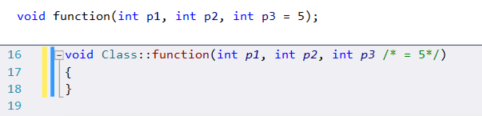 void function(int p1, int p2, int p3 = 5);
16 void Class::function(int p1, int p2, int p3 /* = 5*/)
17 {
18 }
19